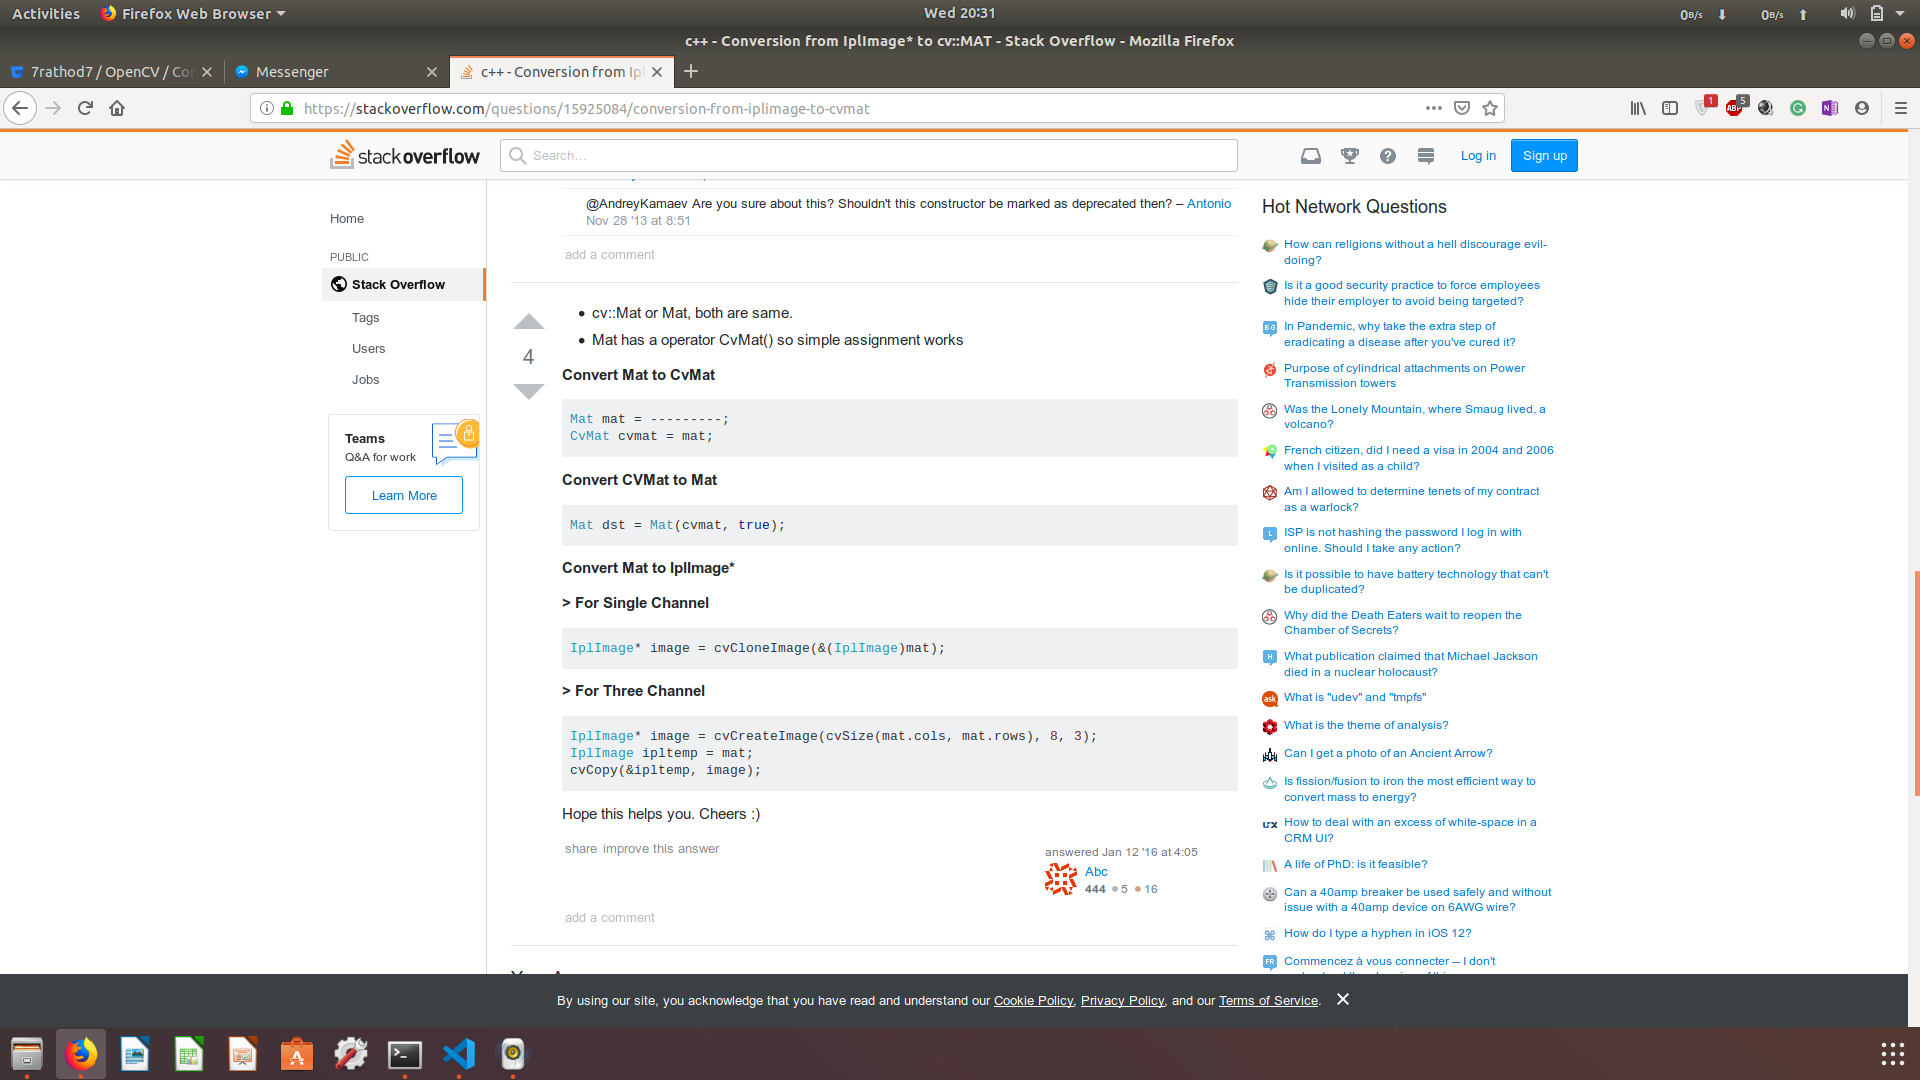 Activities
Firefox Web Browser
Wed 20:31
0B/s
0B/s
c++ - Conversion from IplImage* to cv::MAT - Stack Overflow - Mozilla Firefox
7rathod7 / OpenCV / Cor
Messenger
c++ - Conversion from Ipl
https://stackoverflow.com/questions/15925084/conversion-from-iplimage-to-cvmat
1
ABP
5
stackoverflow
Search…
Log in
Sign up
@AndreyKamaev Are you sure about this? Shouldn't this constructor be marked as deprecated then? – Antonio
Nov 28 '13 at 8:51
add a comment
Home
PUBLIC
Stack Overflow
Tags
Users
Jobs
Teams
Q&A for work
Learn More
4
cv::Mat or Mat, both are same.
Mat has a operator CvMat() so simple assignment works
Convert Mat to CvMat
Mat mat = ---------;
CvMat cvmat = mat;
Convert CVMat to Mat
Mat dst = Mat(cvmat, true);
Convert Mat to IplImage*
> For Single Channel
IplImage* image = cvCloneImage(&(IplImage)mat);
> For Three Channel
IplImage* image = cvCreateImage(cvSize(mat.cols, mat.rows), 8, 3);
IplImage ipltemp = mat;
cvCopy(&ipltemp, image);
Hope this helps you. Cheers :)
share improve this answer
answered Jan 12 '16 at 4:05
Abc
444 5 16
add a comment
Hot Network Questions
How can religions without a hell discourage evil-
doing?
Is it a good security practice to force employees
hide their employer to avoid being targeted?
In Pandemic, why take the extra step of
eradicating a disease after you've cured it?
Purpose of cylindrical attachments on Power
Transmission towers
Was the Lonely Mountain, where Smaug lived, a
volcano?
French citizen, did I need a visa in 2004 and 2006
when I visited as a child?
Am I allowed to determine tenets of my contract
as a warlock?
ISP is not hashing the password I log in with
online. Should I take any action?
Is it possible to have battery technology that can't
be duplicated?
Why did the Death Eaters wait to reopen the
Chamber of Secrets?
What publication claimed that Michael Jackson
died in a nuclear holocaust?
What is "udev" and "tmpfs"
What is the theme of analysis?
Can I get a photo of an Ancient Arrow?
Is fission/fusion to iron the most efficient way to
convert mass to energy?
How to deal with an excess of white-space in a
CRM UI?
A life of PhD: is it feasible?
Can a 40amp breaker be used safely and without
issue with a 40amp device on 6AWG wire?
How do I type a hyphen in iOS 12?
Commencez à vous connecter -- I don't
By using our site, you acknowledge that you have read and understand our Cookie Policy, Privacy Policy, and our Terms of Service.